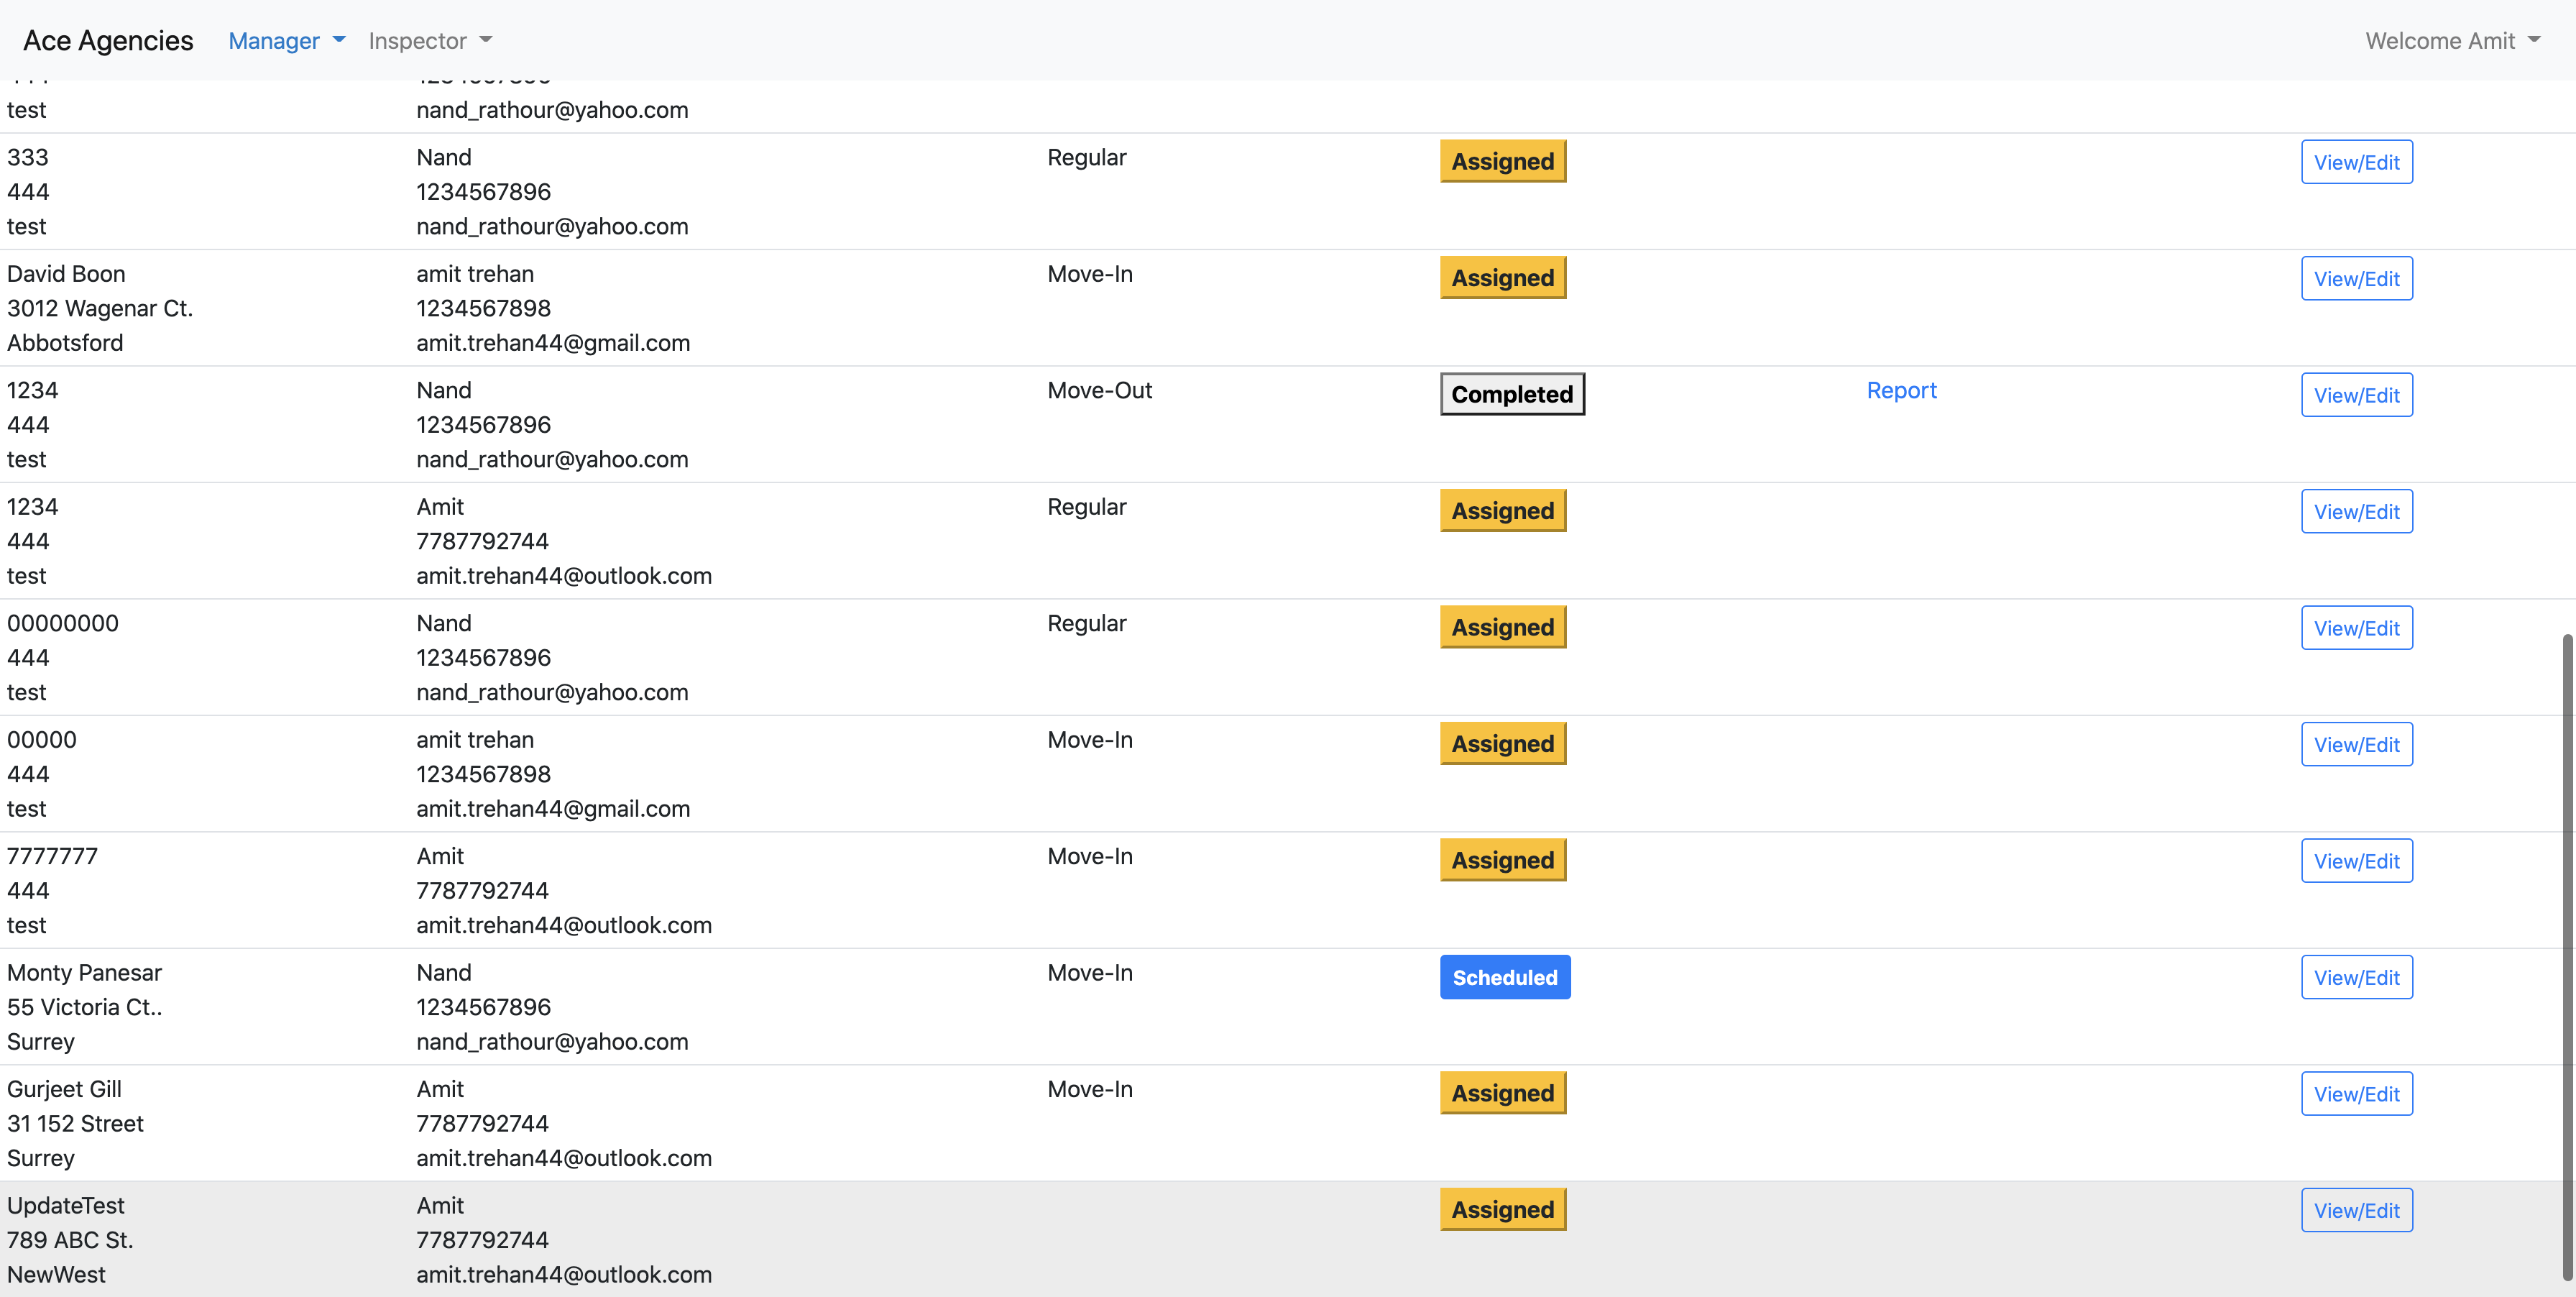 Ace Agencies Manager Inspector Welcome Amit
test nand_rathour@yahoo.com
333 Nand Regular Assigned View/Edit
444 1234567896
test nand_rathour@yahoo.com
David Boon amit trehan Move-In Assigned View/Edit
3012 Wagenar Ct. 1234567898
Abbotsford amit.trehan44@gmail.com
1234 Nand Move-Out Completed Report View/Edit
444 1234567896
test nand_rathour@yahoo.com
1234 Amit Regular Assigned View/Edit
444 7787792744
test amit.trehan44@outlook.com
00000000 Nand Regular Assigned View/Edit
444 1234567896
test nand_rathour@yahoo.com
00000 amit trehan Move-In Assigned View/Edit
444 1234567898
test amit.trehan44@gmail.com
7777777 Amit Move-In Assigned View/Edit
444 7787792744
test amit.trehan44@outlook.com
Monty Panesar Nand Move-In Scheduled View/Edit
55 Victoria Ct.. 1234567896
Surrey nand_rathour@yahoo.com
Gurjeet Gill Amit Move-In Assigned View/Edit
31 152 Street 7787792744
Surrey amit.trehan44@outlook.com
UpdateTest Amit Assigned View/Edit
789 ABC St. 7787792744
NewWest amit.trehan44@outlook.com